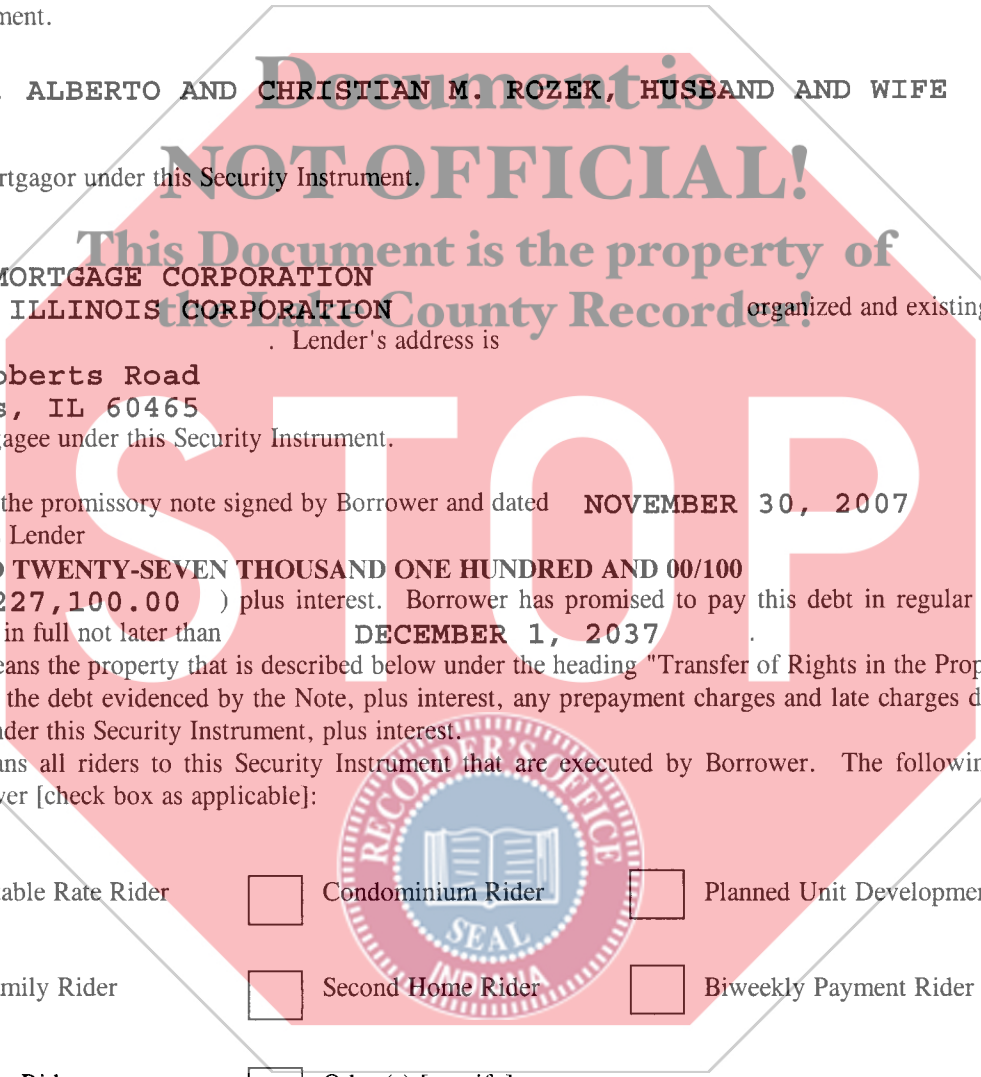 ment.
ALBERTO AND CHRISTIAN M. ROZEK, HUSBAND AND WIFE
Document is
NOT OFFICIAL!
This Document is the property of
the Lake County Recorder!
rtgagor under this Security Instrument.
MORTGAGE CORPORATION
ILLINOIS CORPORATION organized and existing
. Lender's address is
oberts Road
s, IL 60465
gagee under this Security Instrument.
STOP
the promissory note signed by Borrower and dated NOVEMBER 30, 2007
Lender
TWENTY-SEVEN THOUSAND ONE HUNDRED AND 00/100
227,100.00 ) plus interest. Borrower has promised to pay this debt in regular
in full not later than DECEMBER 1, 2037 .
eans the property that is described below under the heading "Transfer of Rights in the Prop
the debt evidenced by the Note, plus interest, any prepayment charges and late charges d
nder this Security Instrument, plus interest.
ans all riders to this Security Instrument that are executed by Borrower. The followin
ver [check box as applicable]:
RECORDER'S OFFICE
SEAL
INDIANA
table Rate Rider Condominium Rider Planned Unit Developmen
mily Rider Second Home Rider Biweekly Payment Rider